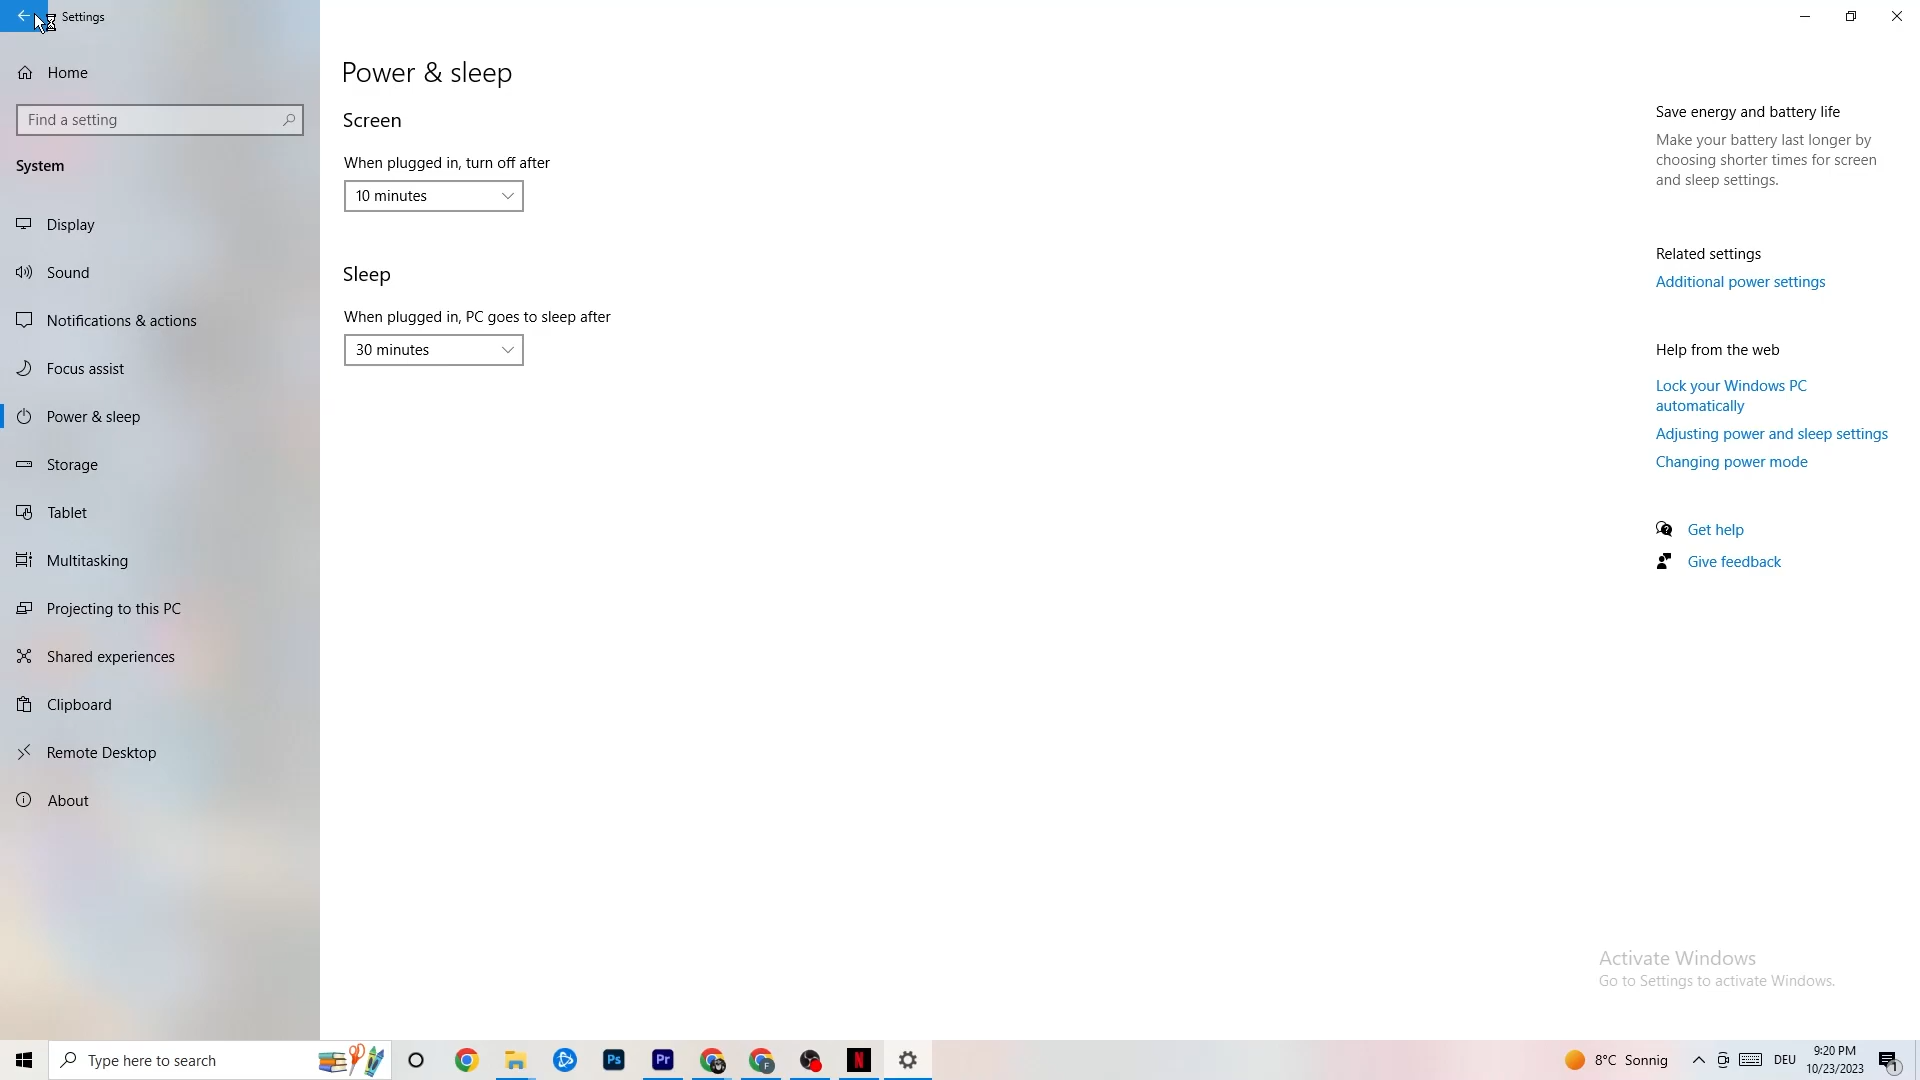 Settings
Home
Find a setting
System
Display
Sound
Notifications & actions
Focus assist
Power & sleep
Storage
Tablet
Multitasking
Projecting to this PC
Shared experiences
Clipboard
Remote Desktop
About
Power & sleep
Screen
When plugged in, turn off after
10 minutes
Sleep
When plugged in, PC goes to sleep after
30 minutes
Save energy and battery life
Make your battery last longer by
choosing shorter times for screen
and sleep settings.
Related settings
Additional power settings
Help from the web
Lock your Windows PC
automatically
Adjusting power and sleep settings
Changing power mode
Get help
Give feedback
Activate Windows
Go to Settings to activate Windows.
Type here to search
Ps
Pr
F
N
8°C Sonnig
DEU
9:20 PM
10/23/2023
1